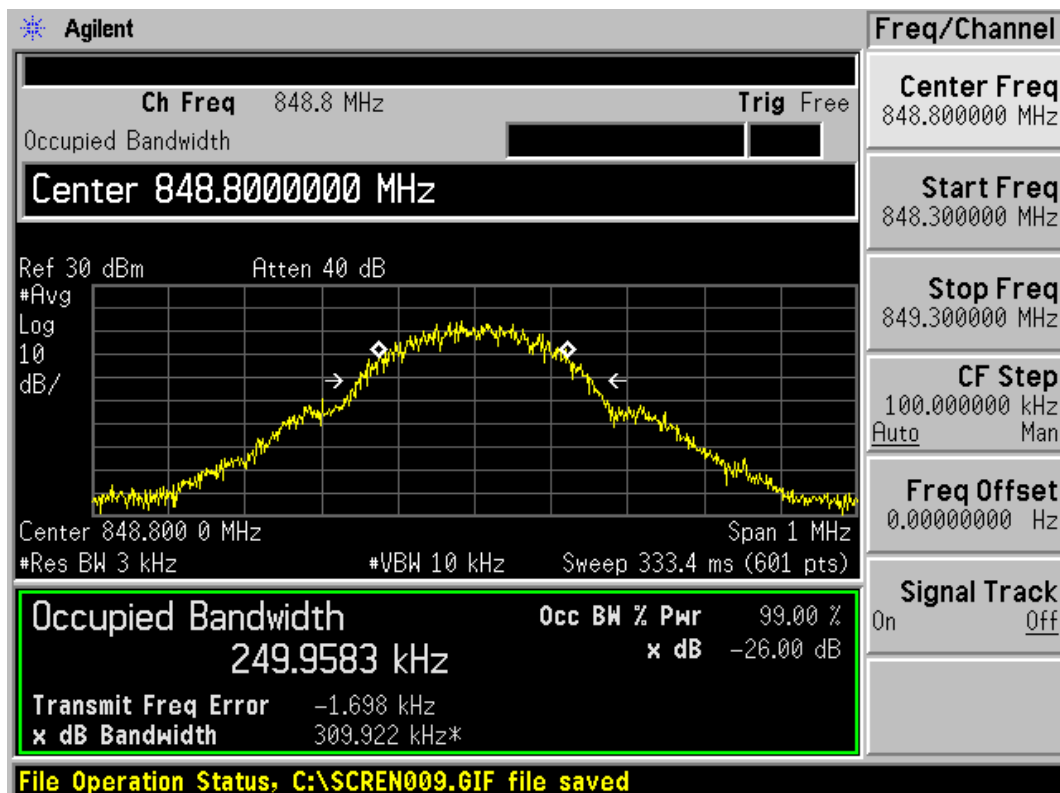 Agilent
Freq/Channel
Ch Freq 848.8 MHz Trig Free
Occupied Bandwidth
Center 848.8000000 MHz
Ref 30 dBm Atten 40 dB
#Avg
Log
10
dB/
Center 848.800 0 MHz Span 1 MHz
#Res BW 3 kHz #VBW 10 kHz Sweep 333.4 ms (601 pts)
Occupied Bandwidth Occ BW % Pwr 99.00 %
249.9583 kHz x dB -26.00 dB
Transmit Freq Error -1.698 kHz
x dB Bandwidth 309.922 kHz*
Center Freq
848.800000 MHz
Start Freq
848.300000 MHz
Stop Freq
849.300000 MHz
CF Step
100.000000 kHz
Auto Man
Freq Offset
0.00000000 Hz
Signal Track
On Off
File Operation Status, C:\SCREN009.GIF file saved